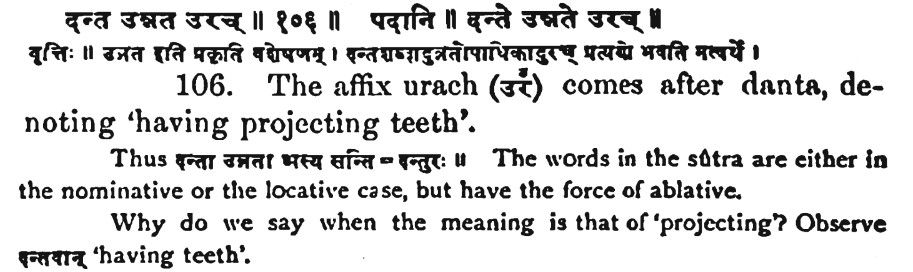 दन्त उन्नत उरच् ॥ १०६ ॥ पदानि ॥ दन्ते उन्नते उरच् ॥
वृत्तिः ॥ उन्नत इति प्रकृति वशेषणम् । दन्तशब्दादुन्नतोपाधिकादुरच् प्रत्ययो भवति मत्वर्थे ।
106. The affix urach (उरँ) comes after danta, de-
noting ‘having projecting teeth’.
Thus दन्ता उन्नता अस्य सन्ति = दन्तुरः ॥ The words in the sûtra are either in
the nominative or the locative case, but have the force of ablative.
Why do we say when the meaning is that of ‘projecting’? Observe
दन्तवान् ‘having teeth’.